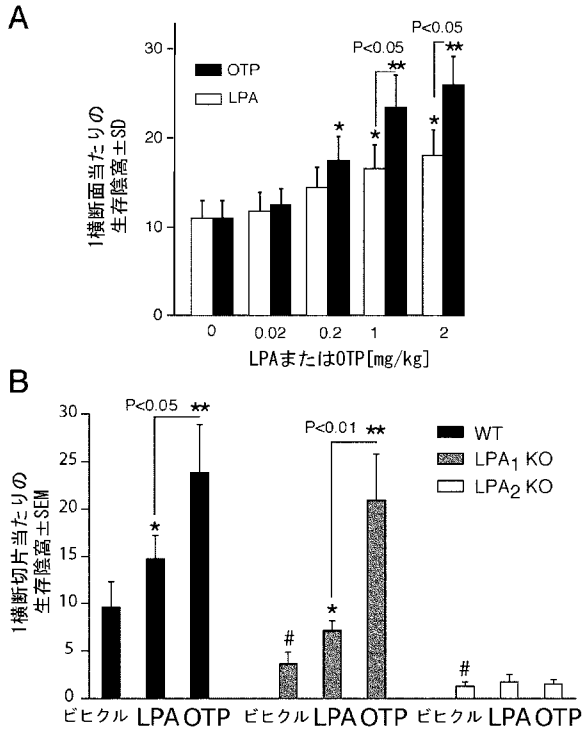 A
1横断面当たりの
生存陰窩±SD
30
20
10
0
OTP
LPA
P<0.05
P<0.05
*
*
**
*
**
0 0.02 0.2 1 2
LPAまたはOTP[mg/kg]
B
1横断切片当たりの
生存陰窩±SEM
30
25
20
15
10
5
0
P<0.05
**
*
P<0.01
**
#
*
#
WT
LPA1 KO
LPA2 KO
ビヒクル LPA OTP ビヒクル LPA OTP ビヒクル LPA OTP